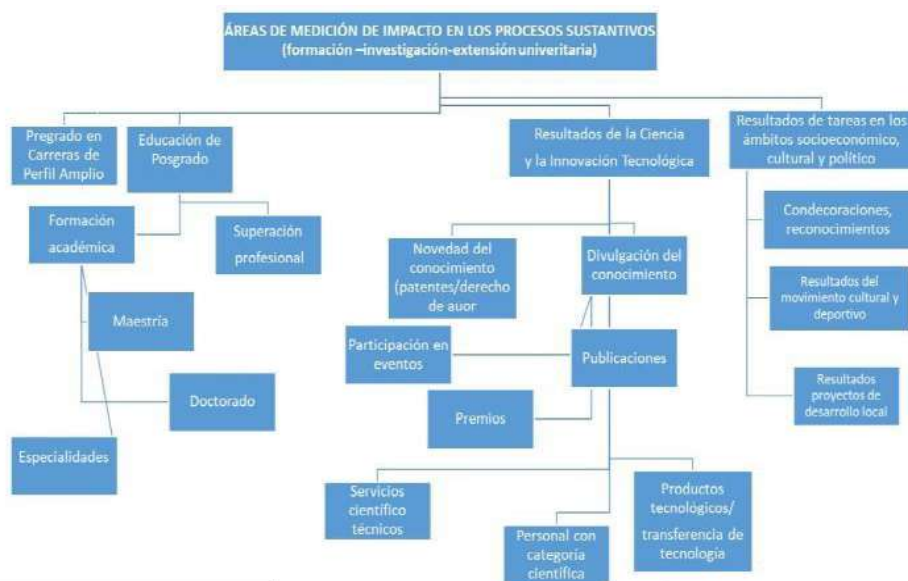 ÁREAS DE MEDICIÓN DE IMPACTO EN LOS PROCESOS SUSTANTIVOS
(formación –investigación-extensión univeritaria)
Pregrado en
Carreras de
Perfil Amplio
Educación de
Posgrado
Resultados de la Ciencia
y la Innovación Tecnológica
Resultados de tareas en los
ámbitos socioeconómico,
cultural y político
Formación
académica
Superación
profesional
Novedad del
conocimiento
(patentes/derecho
de auor
Divulgación del
conocimiento
Condecoraciones,
reconocimientos
Maestría
Participación en
eventos
Publicaciones
Resultados del
movimiento cultural y
deportivo
Doctorado
Premios
Resultados
proyectos de
desarrollo local
Especialidades
Servicios
científico
técnicos
Personal con
categoría
científica
Productos
tecnológicos/
transferencia de
tecnología